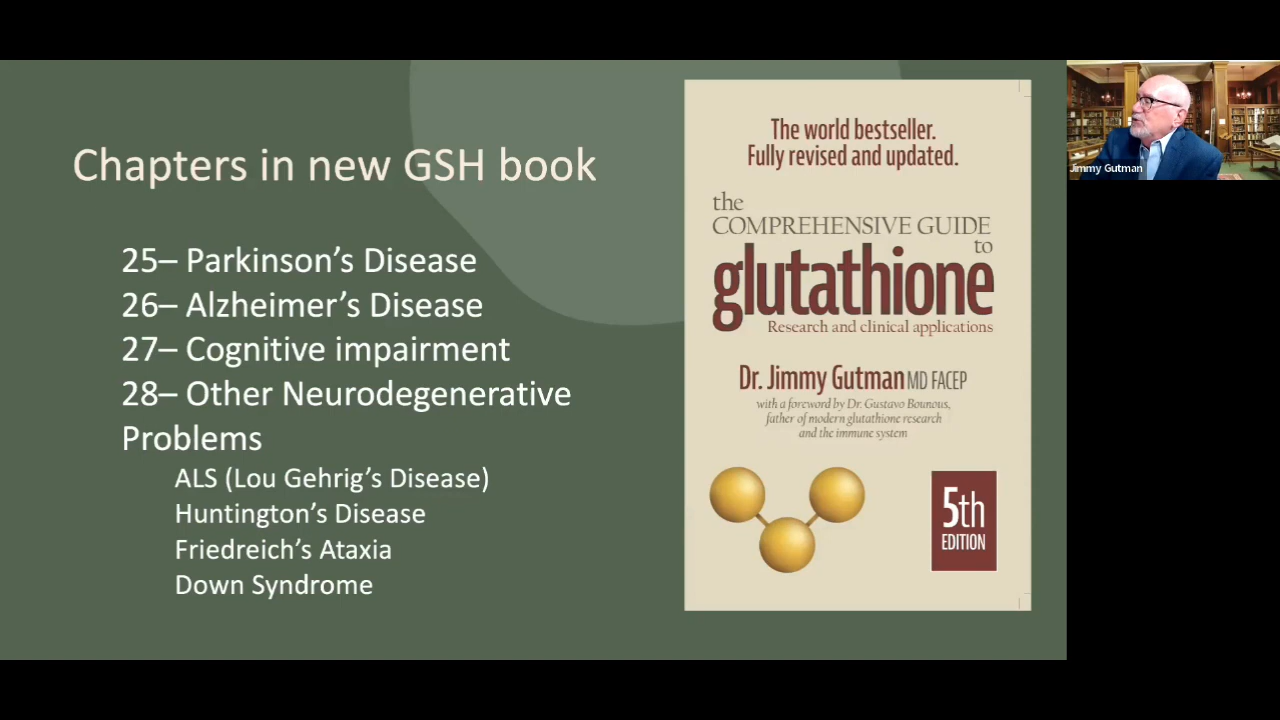 Chapters in new GSH book
25– Parkinson’s Disease
26– Alzheimer’s Disease
27– Cognitive impairment
28– Other Neurodegenerative
Problems
ALS (Lou Gehrig’s Disease)
Huntington’s Disease
Friedreich’s Ataxia
Down Syndrome
The world bestseller.
Fully revised and updated.
the
COMPREHENSIVE GUIDE
to
glutathione
Research and clinical applications
Dr. Jimmy Gutman MD FACEP
with a foreword by Dr. Gustavo Bounous,
father of modern glutathione research
and the immune system
5th
EDITION
Jimmy Gutman